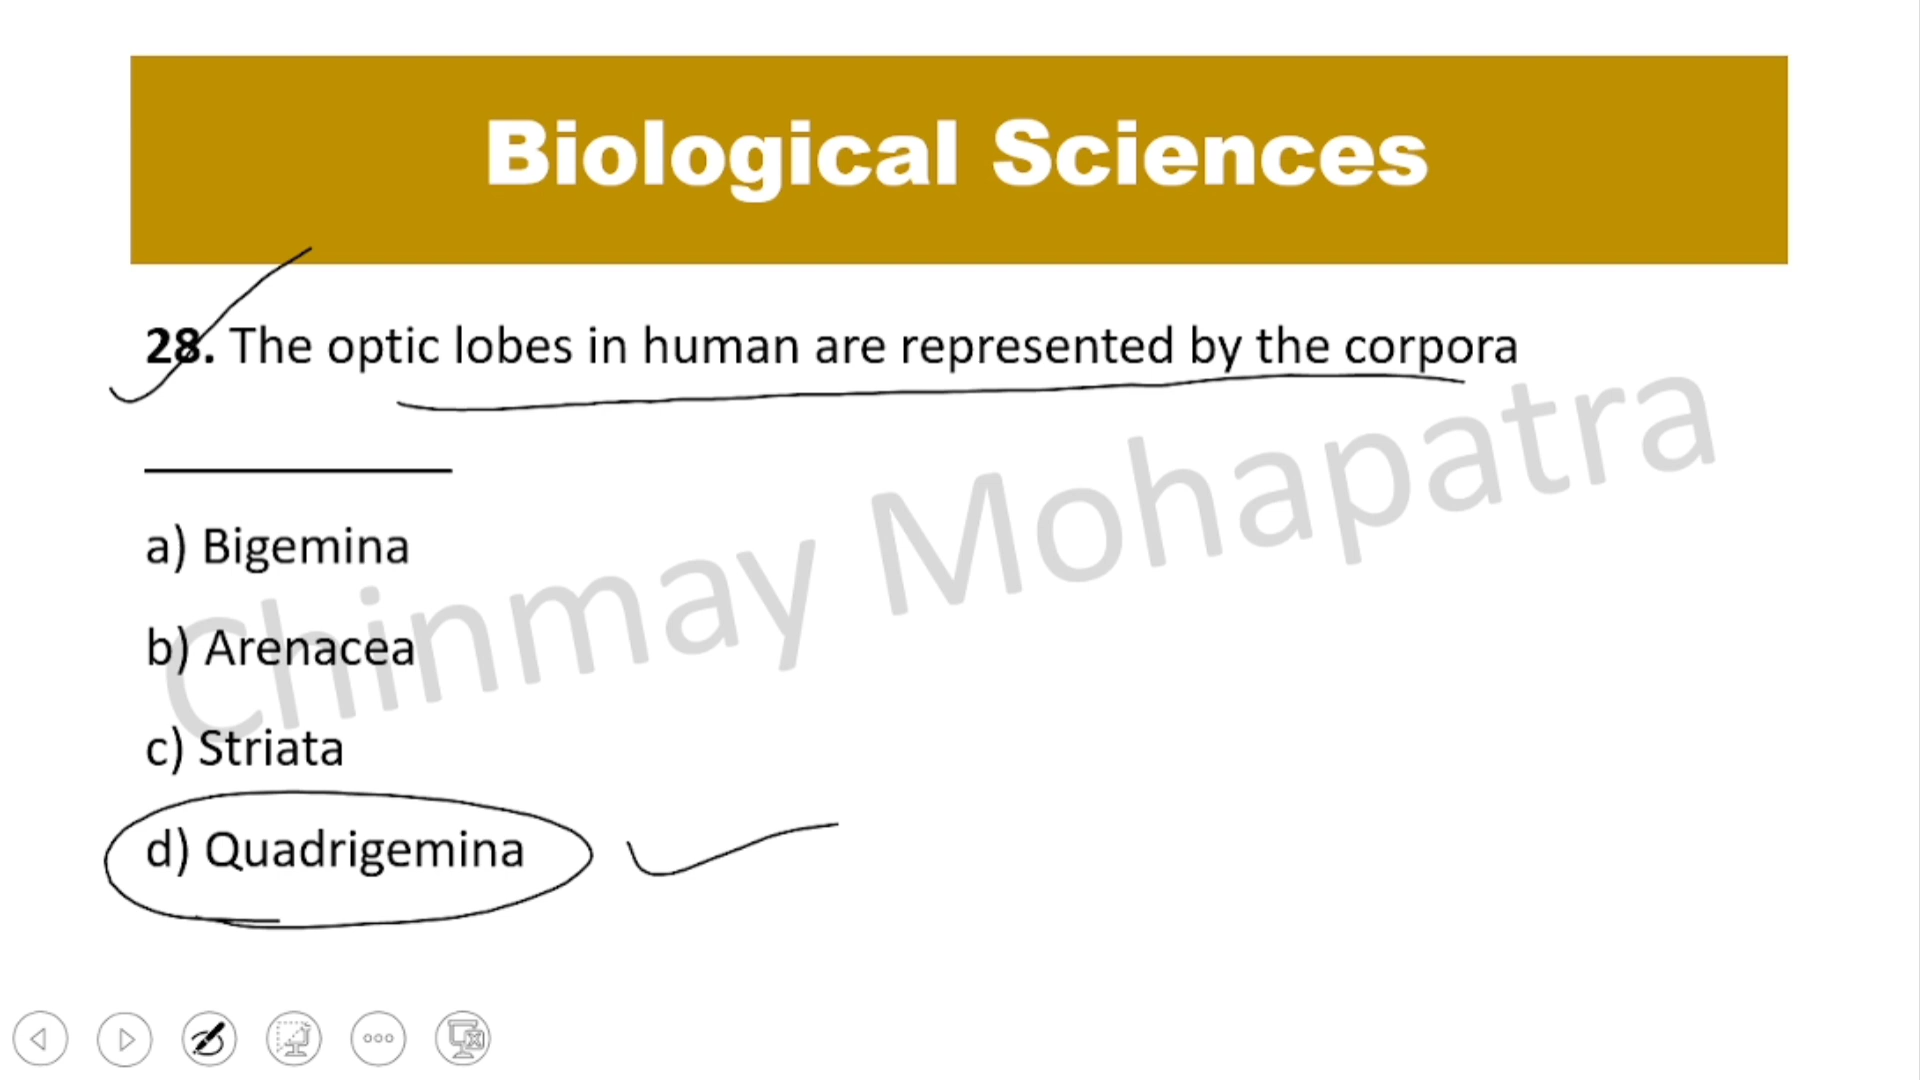 Biological Sciences
28. The optic lobes in human are represented by the corpora
____________
a) Bigemina
b) Arenacea
c) Striata
d) Quadrigemina
Chinmay Mohapatra